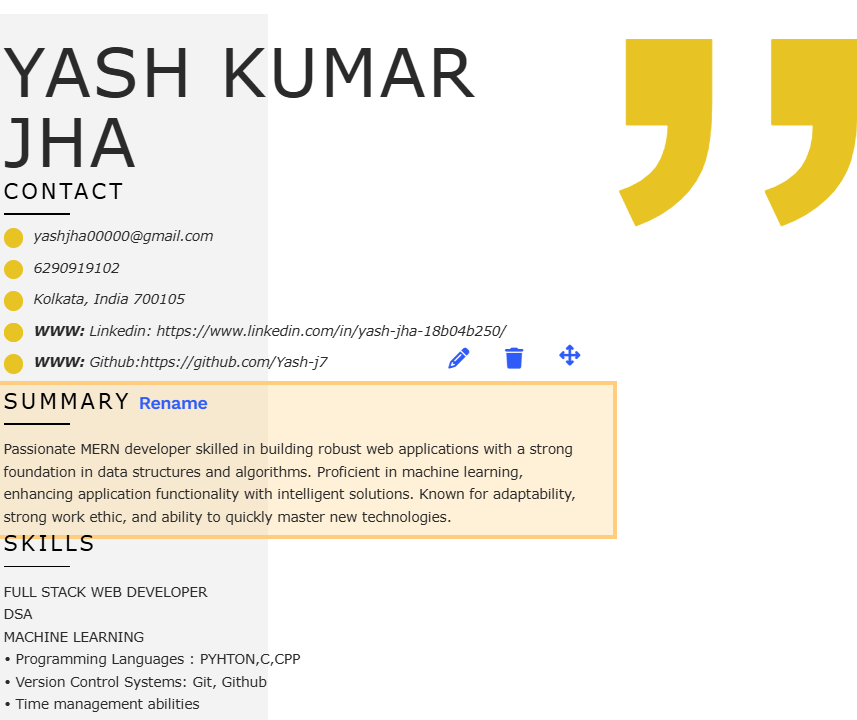 YASH KUMAR
JHA
CONTACT
yashjha00000@gmail.com
6290919102
Kolkata, India 700105
WWW: Linkedin: https://www.linkedin.com/in/yash-jha-18b04b250/
WWW: Github:https://github.com/Yash-j7
SUMMARY Rename
Passionate MERN developer skilled in building robust web applications with a strong
foundation in data structures and algorithms. Proficient in machine learning,
enhancing application functionality with intelligent solutions. Known for adaptability,
strong work ethic, and ability to quickly master new technologies.
SKILLS
FULL STACK WEB DEVELOPER
DSA
MACHINE LEARNING
• Programming Languages : PYHTON,C,CPP
• Version Control Systems: Git, Github
• Time management abilities